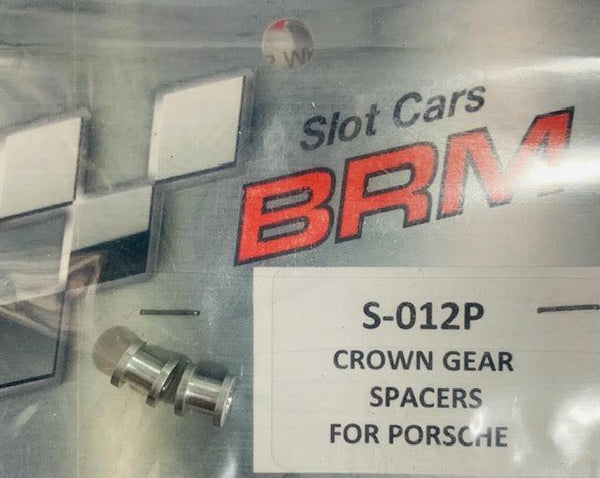 Slot Cars
BRM
S-012P
CROWN GEAR
SPACERS
FOR PORSCHE